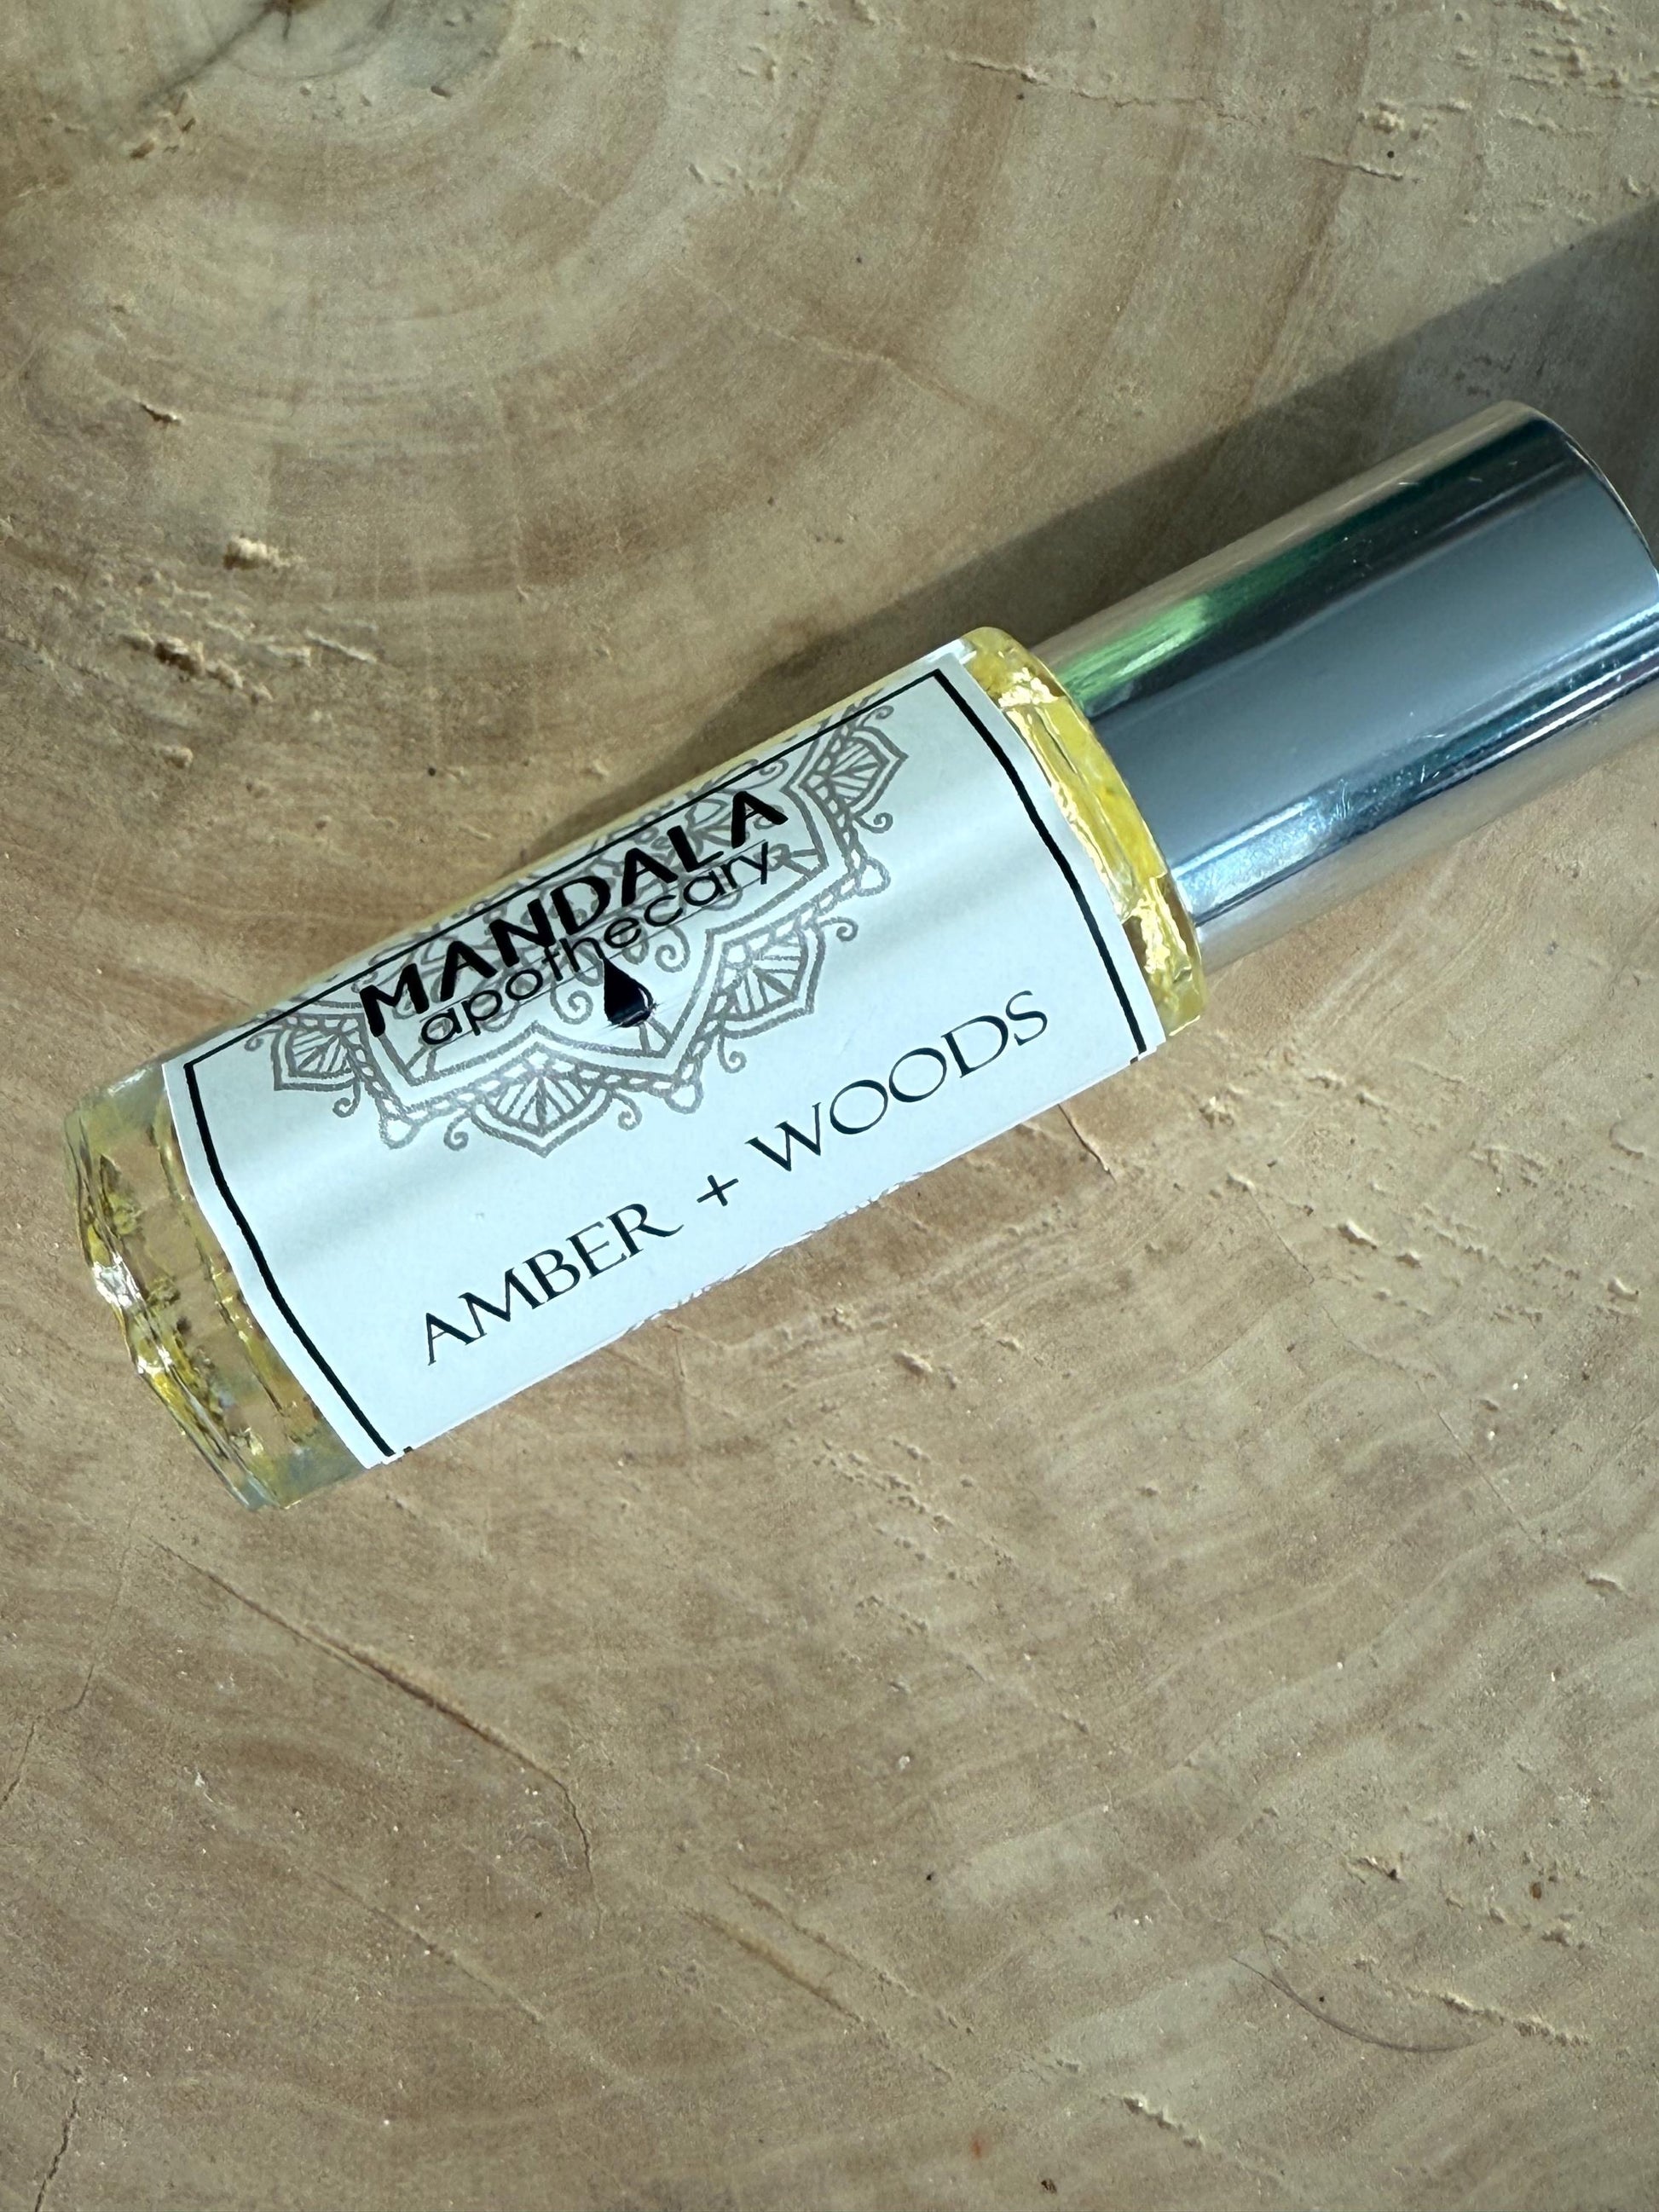 MANDALA
apothecary
AMBER + WOODS